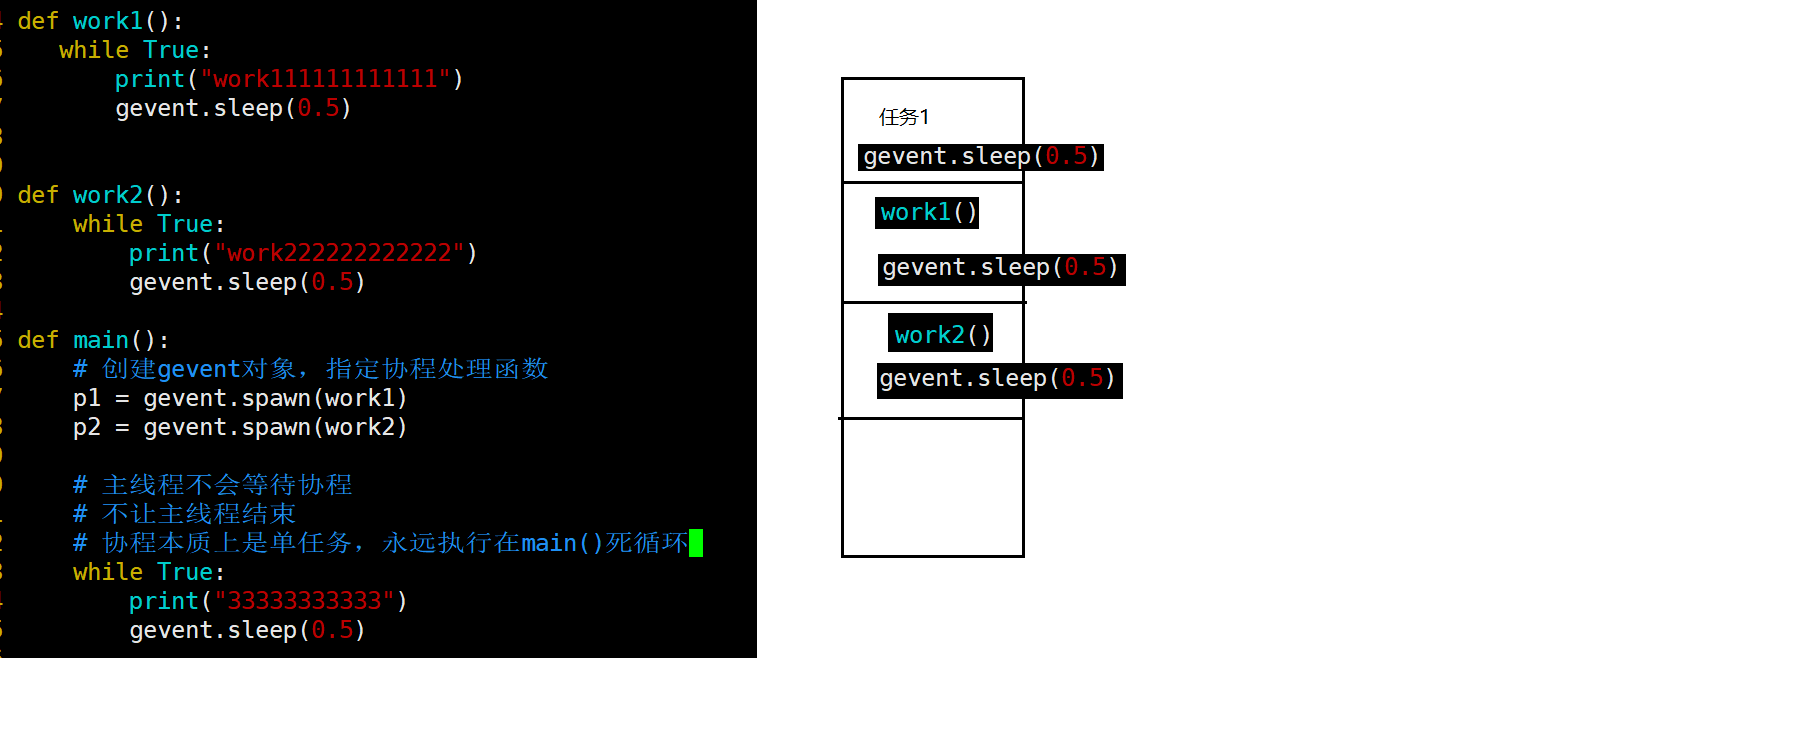 def work1():
while True:
print("work111111111111")
gevent.sleep(0.5)
def work2():
while True:
print("work222222222222")
gevent.sleep(0.5)
def main():
# 创建gevent对象，指定协程处理函数
p1 = gevent.spawn(work1)
p2 = gevent.spawn(work2)
# 主线程不会等待协程
# 不让主线程结束
# 协程本质上是单任务，永远执行在main()死循环
while True:
print("33333333333")
gevent.sleep(0.5)
任务1
gevent.sleep(0.5)
work1()
gevent.sleep(0.5)
work2()
gevent.sleep(0.5)